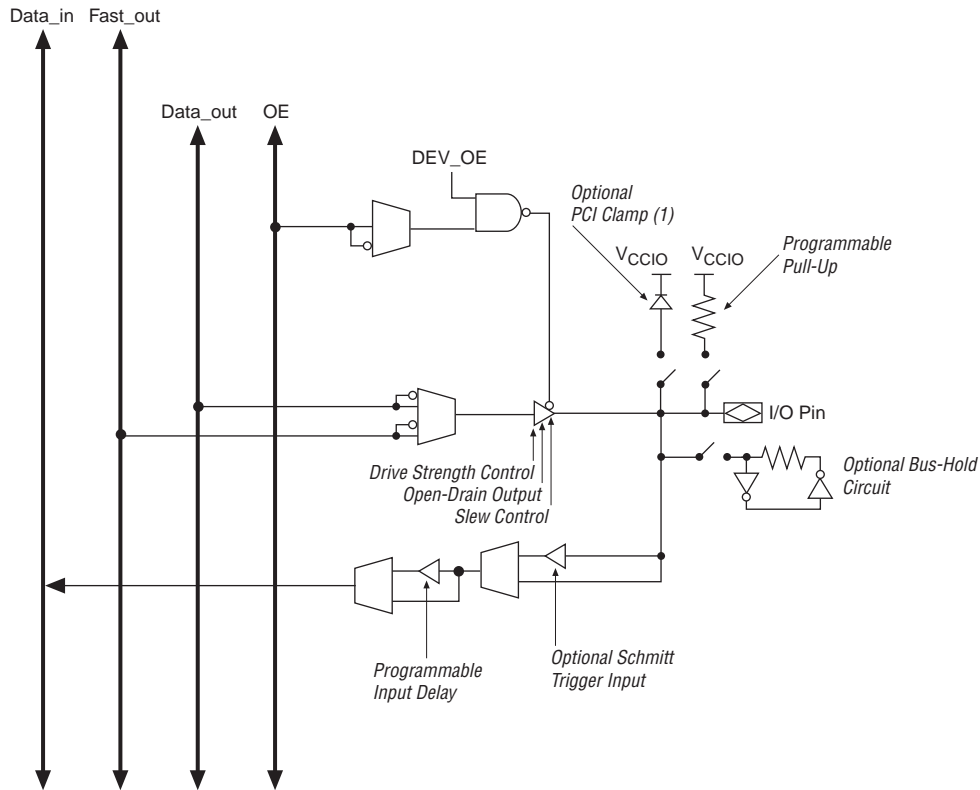 Data_in Fast_out
Data_out OE
DEV_OE
Optional
PCI Clamp (1)
VCCIO VCCIO
Programmable
Pull-Up
I/O Pin
Drive Strength Control
Open-Drain Output
Slew Control
Optional Bus-Hold
Circuit
Programmable
Input Delay
Optional Schmitt
Trigger Input